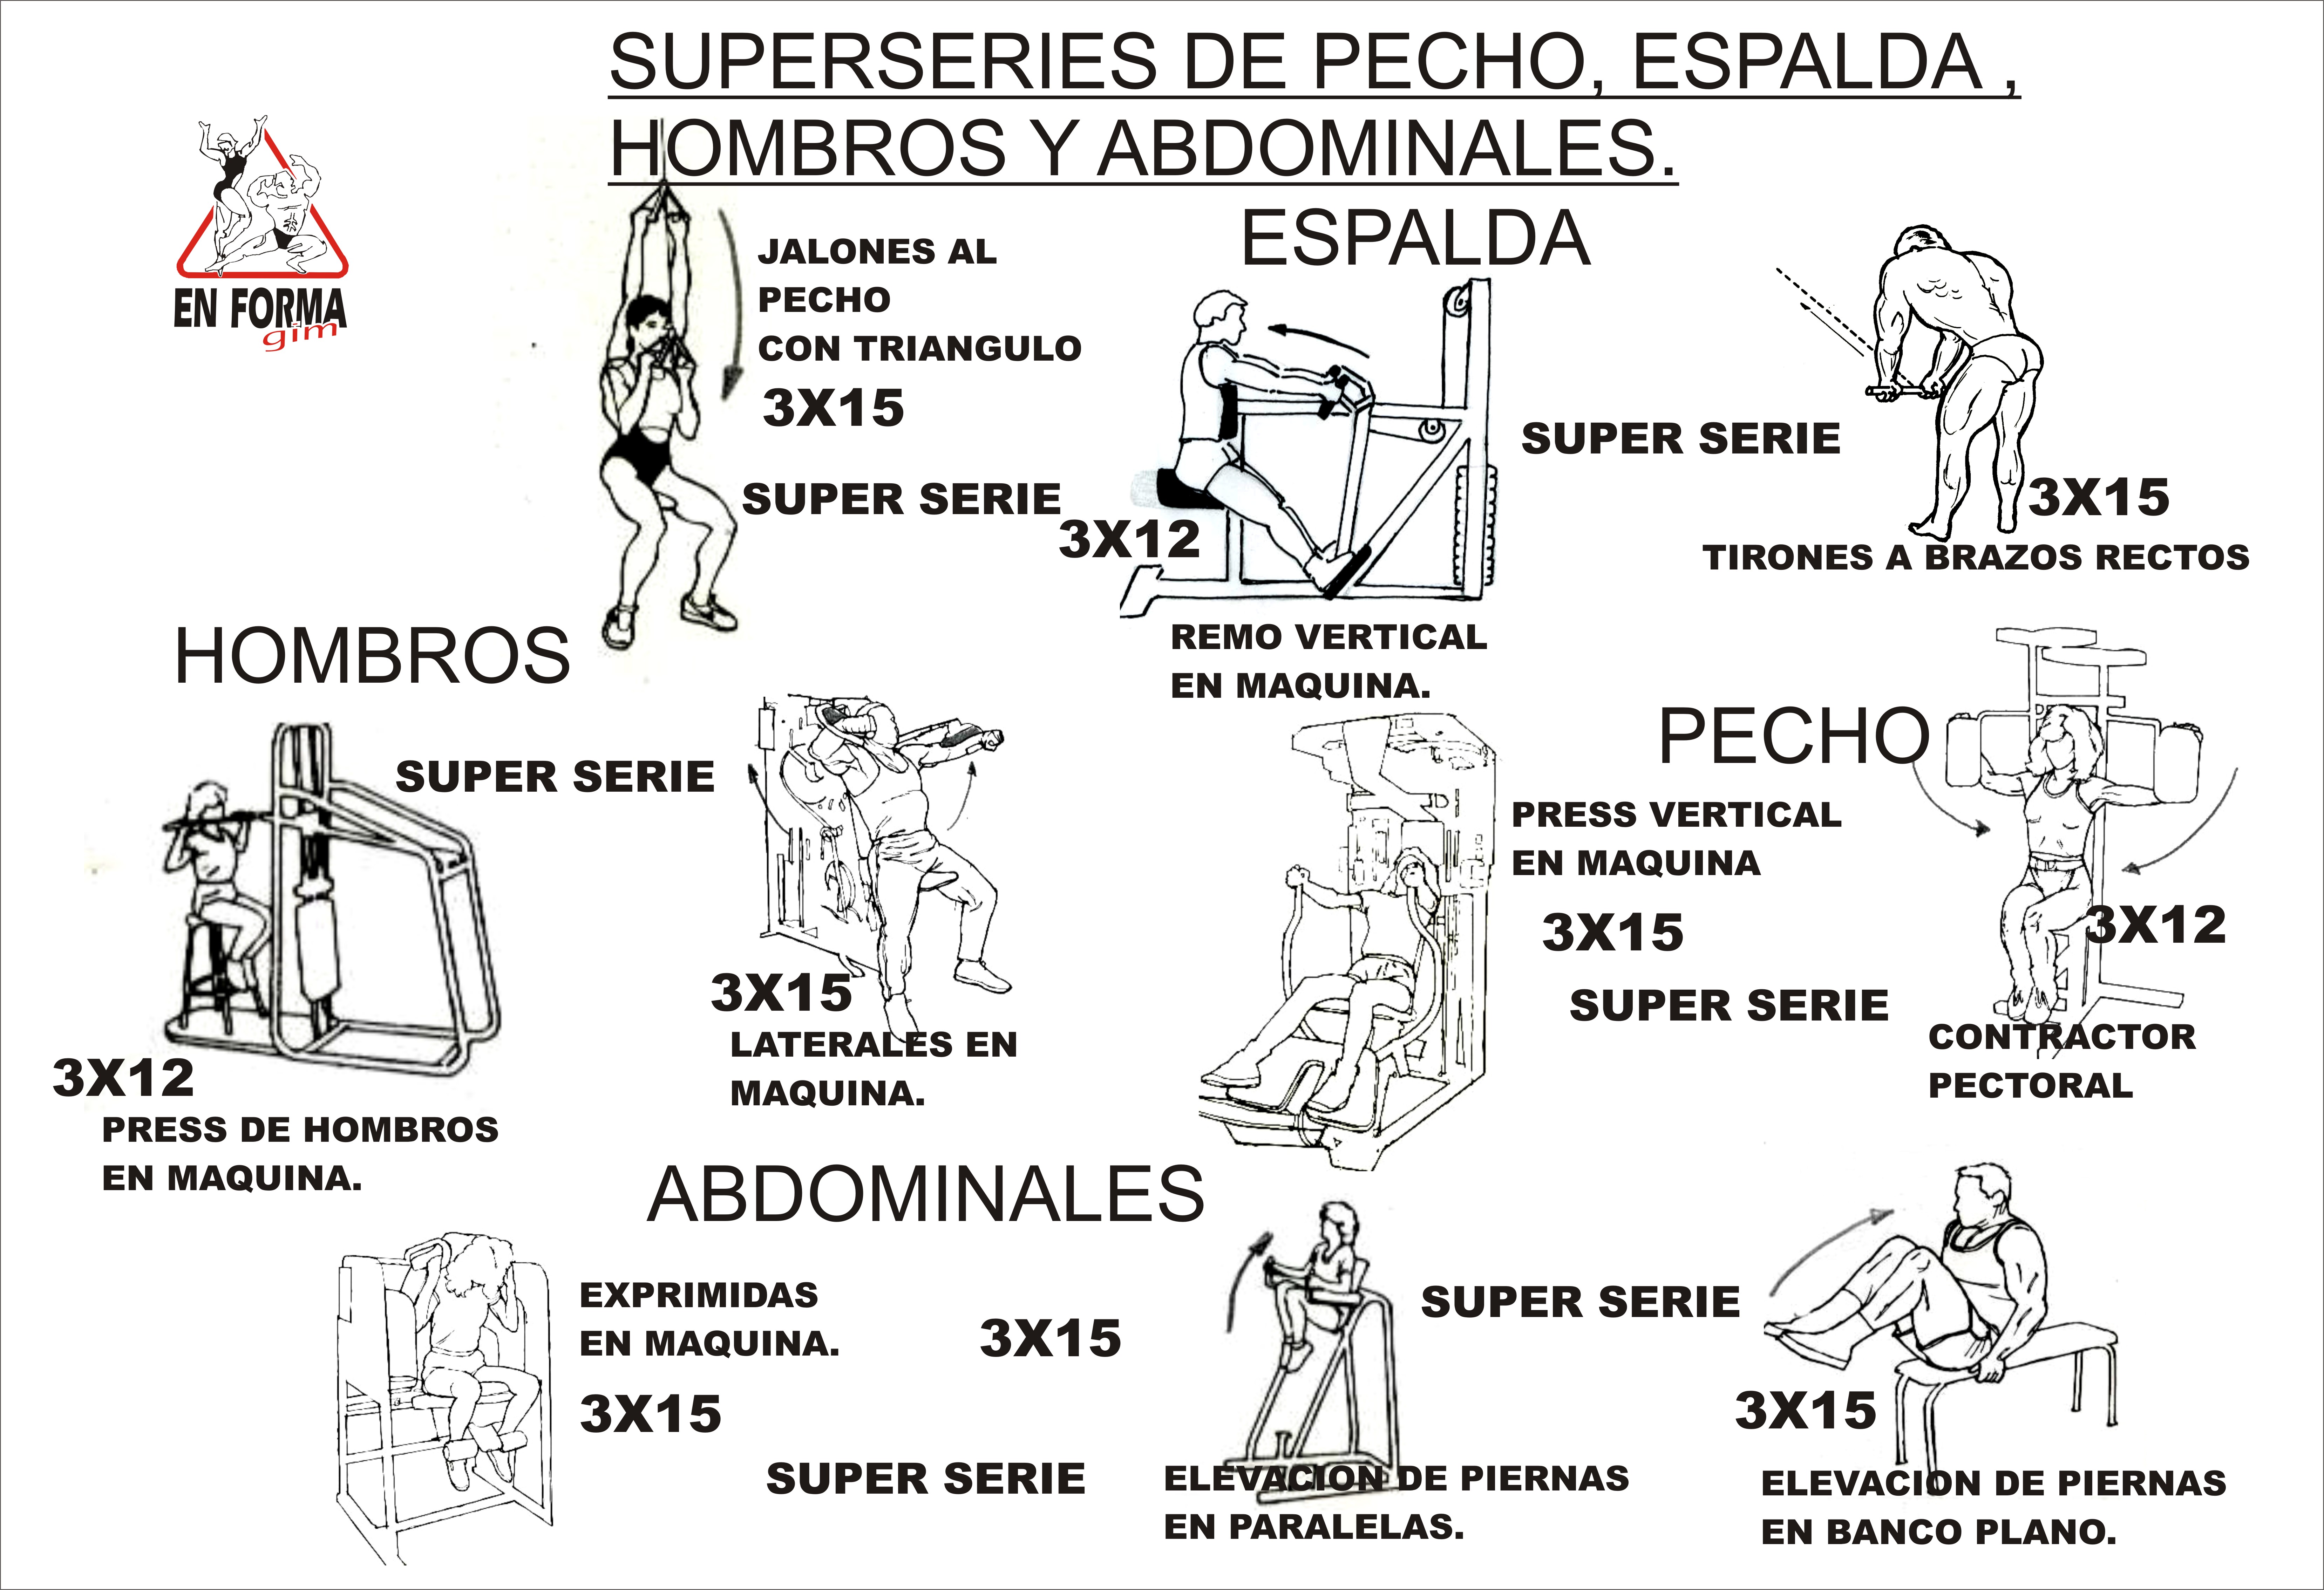 SUPERSERIES DE PECHO, ESPALDA ,
HOMBROS Y ABDOMINALES.
EN FORMA
gim
ESPALDA
JALONES AL
PECHO
CON TRIANGULO
3X15
SUPER SERIE
3X12
REMO VERTICAL
EN MAQUINA.
SUPER SERIE
3X15
TIRONES A BRAZOS RECTOS
HOMBROS
SUPER SERIE
3X12
PRESS DE HOMBROS
EN MAQUINA.
3X15
LATERALES EN
MAQUINA.
PECHO
PRESS VERTICAL
EN MAQUINA
3X15
SUPER SERIE
3X12
CONTRACTOR
PECTORAL
ABDOMINALES
EXPRIMIDAS
EN MAQUINA.
3X15
SUPER SERIE
3X15
ELEVACION DE PIERNAS
EN PARALELAS.
SUPER SERIE
3X15
ELEVACION DE PIERNAS
EN BANCO PLANO.